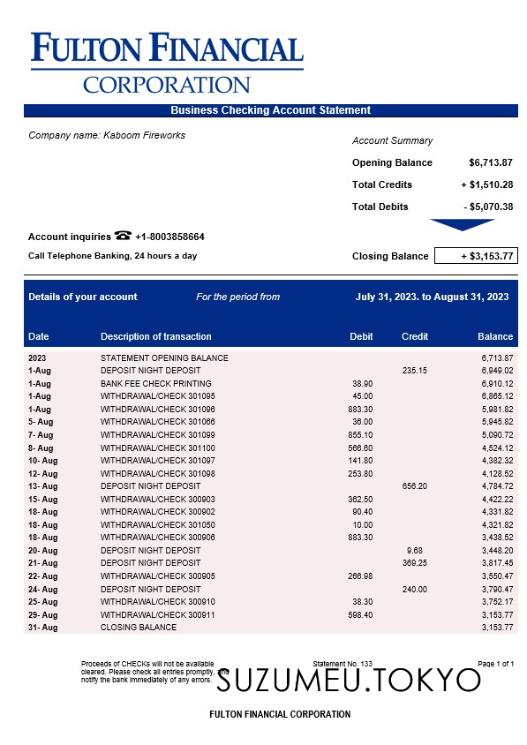 FULTON FINANCIAL
CORPORATION
Business Checking Account Statement
Company name: Kaboom Fireworks
Account Summary
Opening Balance $6,713.87
Total Credits + $1,510.28
Total Debits - $5,070.38
Account inquiries ☎ +1-8003858664
Call Telephone Banking, 24 hours a day
Closing Balance + $3,153.77
Details of your account For the period from July 31, 2023. to August 31, 2023
Date Description of transaction Debit Credit Balance
2023 STATEMENT OPENING BALANCE 6,713.87
1-Aug DEPOSIT NIGHT DEPOSIT 235.15 6,949.02
1-Aug BANK FEE CHECK PRINTING 38.90 6,910.12
1-Aug WITHDRAWAL/CHECK 301095 45.00 6,865.12
1-Aug WITHDRAWAL/CHECK 301096 883.30 5,981.82
5- Aug WITHDRAWAL/CHECK 301066 36.00 5,945.82
7- Aug WITHDRAWAL/CHECK 301099 855.10 5,090.72
8- Aug WITHDRAWAL/CHECK 301100 566.60 4,524.12
10- Aug WITHDRAWAL/CHECK 301097 141.80 4,382.32
12- Aug WITHDRAWAL/CHECK 301098 253.80 4,128.52
13- Aug DEPOSIT NIGHT DEPOSIT 656.20 4,784.72
15- Aug WITHDRAWAL/CHECK 300903 362.50 4,422.22
18- Aug WITHDRAWAL/CHECK 300902 90.40 4,331.82
18- Aug WITHDRAWAL/CHECK 301050 10.00 4,321.82
18- Aug WITHDRAWAL/CHECK 300906 883.30 3,438.52
20- Aug DEPOSIT NIGHT DEPOSIT 9.68 3,448.20
21- Aug DEPOSIT NIGHT DEPOSIT 369.25 3,817.45
22- Aug WITHDRAWAL/CHECK 300905 266.98 3,550.47
24- Aug DEPOSIT NIGHT DEPOSIT 240.00 3,790.47
25- Aug WITHDRAWAL/CHECK 300910 38.30 3,752.17
29- Aug WITHDRAWAL/CHECK 300911 598.40 3,153.77
31- Aug CLOSING BALANCE 3,153.77
Proceeds of CHECKs will not be available Statement No. 133 Page 1 of 1
cleared. Please check all entries promptly,
notify the bank immediately of any errors.
SUZUMEU.TOKYO
FULTON FINANCIAL CORPORATION